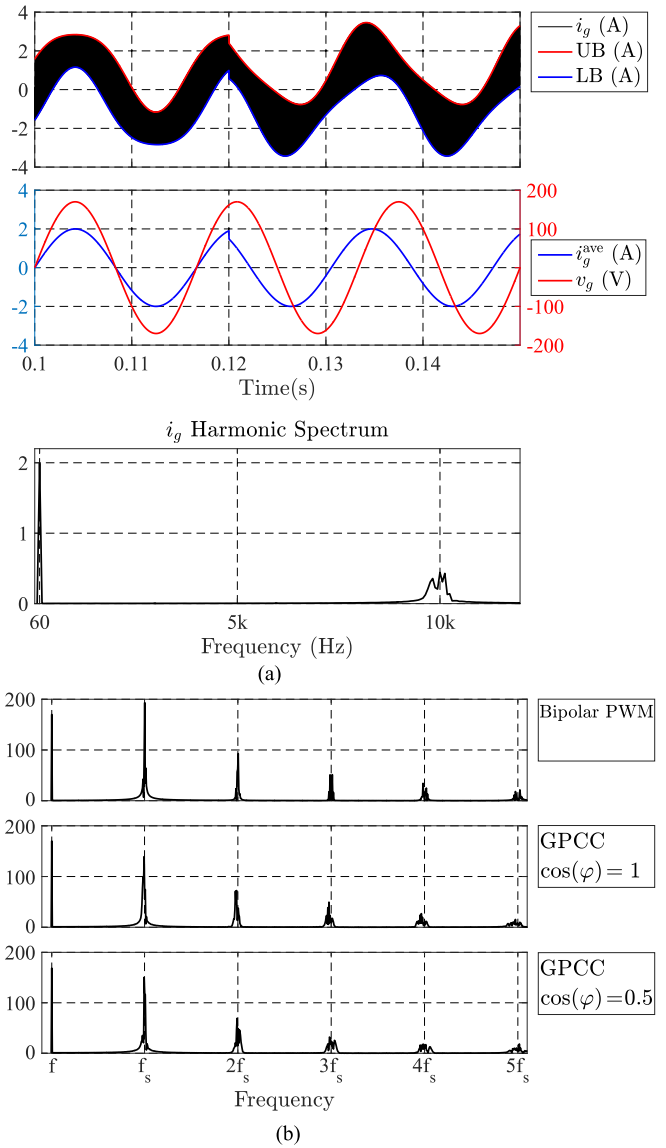 4
2
0
-2
-4
i_g (A)
UB (A)
LB (A)
4
2
0
-2
-4
200
100
-100
-200
i_g^ave (A)
v_g (V)
0.1
0.11
0.12
0.13
0.14
Time(s)
i_g Harmonic Spectrum
2
1
0
60
5k
10k
Frequency (Hz)
(a)
200
100
0
Bipolar PWM
200
100
0
GPCC
cos(φ) = 1
200
100
0
GPCC
cos(φ)=0.5
f
f_s
2f_s
3f_s
4f_s
5f_s
Frequency
(b)